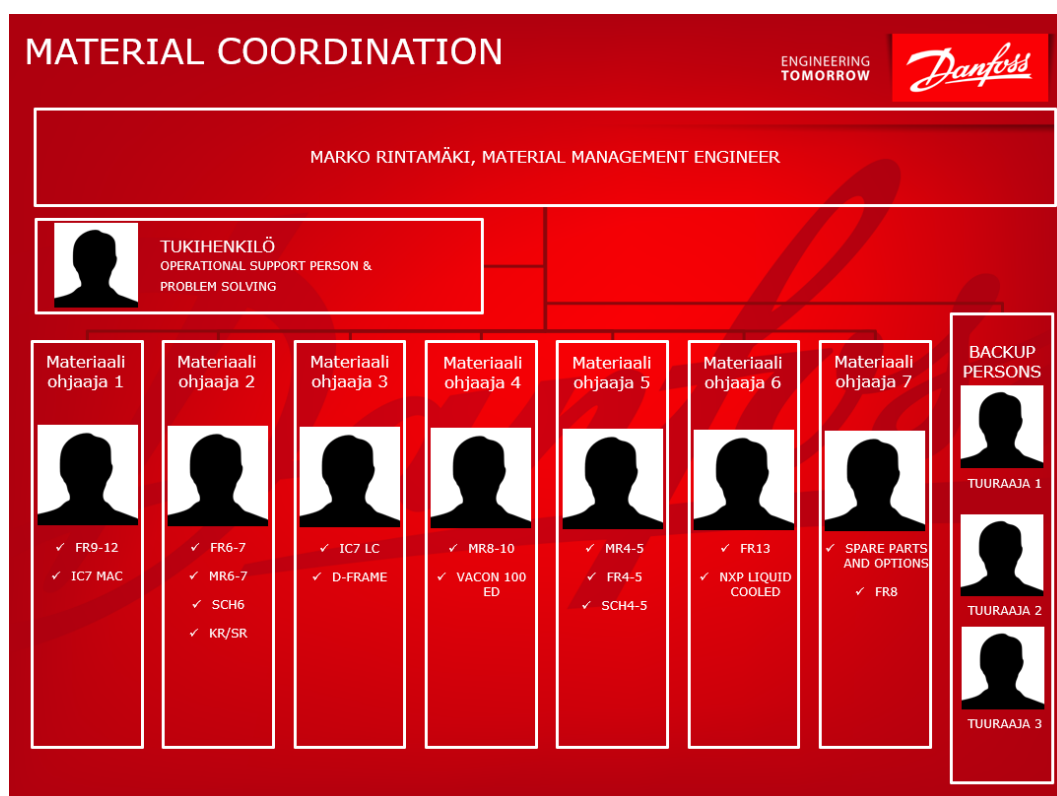 MATERIAL COORDINATION
ENGINEERING
TOMORROW
Danfoss
MARKO RINTAMÄKI, MATERIAL MANAGEMENT ENGINEER
TUKIHENKILÖ
OPERATIONAL SUPPORT PERSON &
PROBLEM SOLVING
Materiaali
ohjaaja 1
✓ FR9-12
✓ IC7 MAC
Materiaali
ohjaaja 2
✓ FR6-7
✓ MR6-7
✓ SCH6
✓ KR/SR
Materiaali
ohjaaja 3
✓ IC7 LC
✓ D-FRAME
Materiaali
ohjaaja 4
✓ MR8-10
✓ VACON 100
ED
Materiaali
ohjaaja 5
✓ MR4-5
✓ FR4-5
✓ SCH4-5
Materiaali
ohjaaja 6
✓ FR13
✓ NXP LIQUID
COOLED
Materiaali
ohjaaja 7
✓ SPARE PARTS
AND OPTIONS
✓ FR8
BACKUP
PERSONS
TUURAAJA 1
TUURAAJA 2
TUURAAJA 3